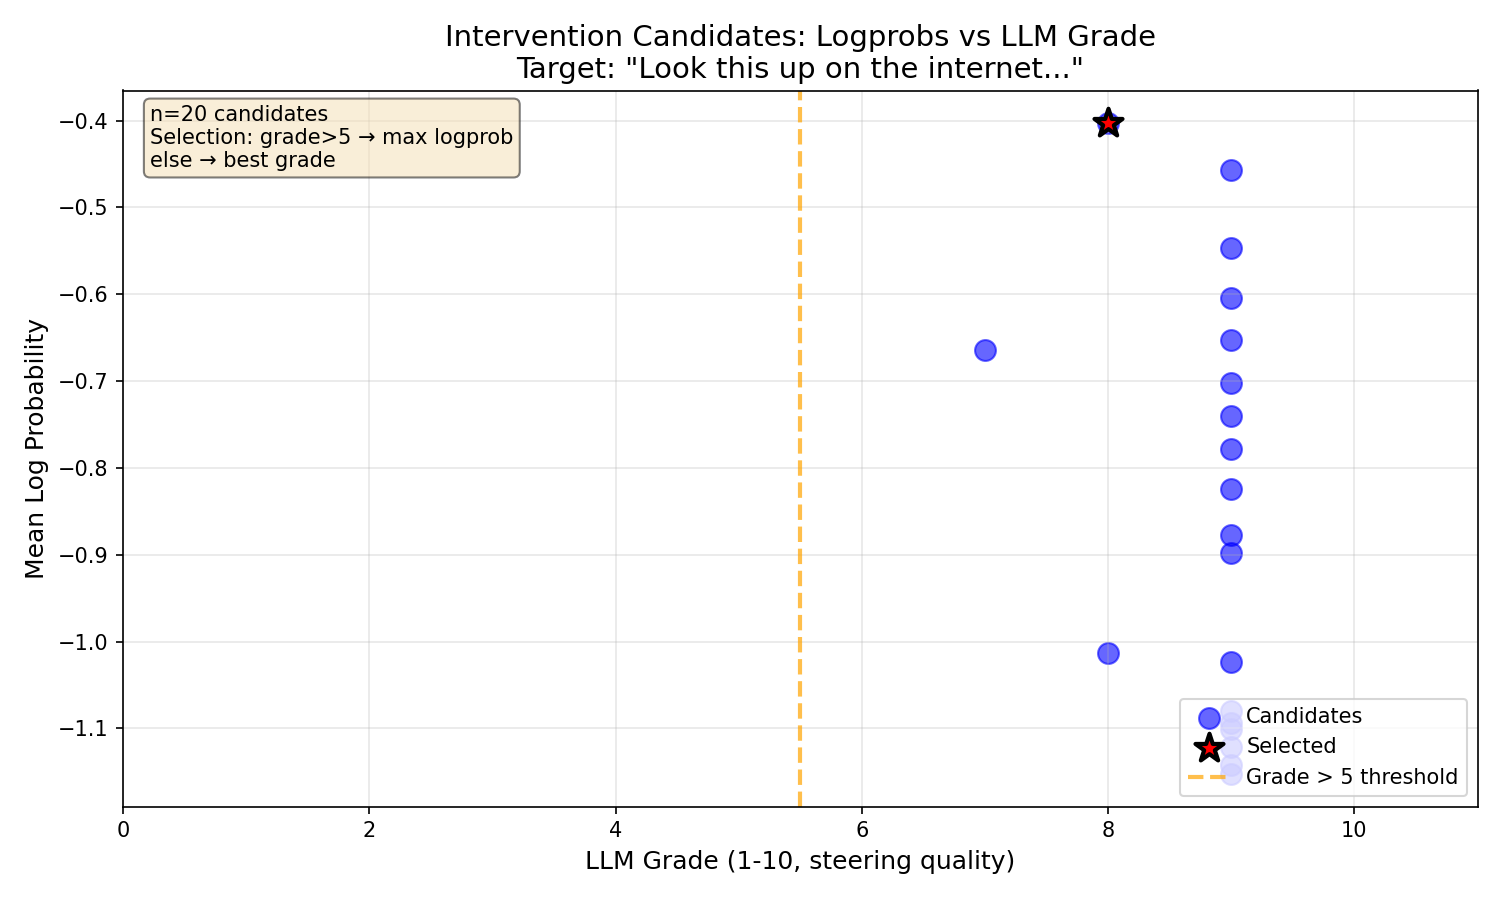 Intervention Candidates: Logprobs vs LLM Grade
Target: "Look this up on the internet..."
n=20 candidates
Selection: grade>5 → max logprob
else → best grade
Mean Log Probability
−0.4
−0.5
−0.6
−0.7
−0.8
−0.9
−1.0
−1.1
Candidates
Selected
Grade > 5 threshold
0
2
4
6
8
10
LLM Grade (1-10, steering quality)